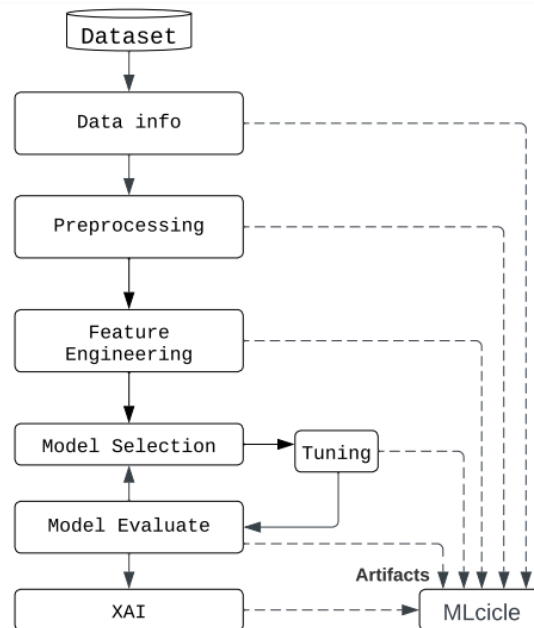 Dataset
Data info
Preprocessing
Feature
Engineering
Model Selection
Tuning
Model Evaluate
Artifacts
XAI
MLcicle